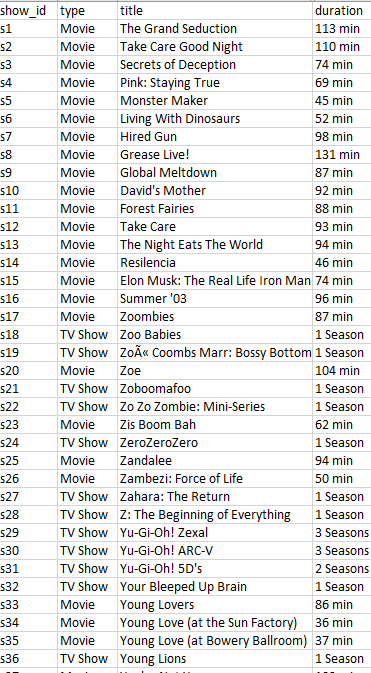 show_id type title duration
s1 Movie The Grand Seduction 113 min
s2 Movie Take Care Good Night 110 min
s3 Movie Secrets of Deception 74 min
s4 Movie Pink: Staying True 69 min
s5 Movie Monster Maker 45 min
s6 Movie Living With Dinosaurs 52 min
s7 Movie Hired Gun 98 min
s8 Movie Grease Live! 131 min
s9 Movie Global Meltdown 87 min
s10 Movie David's Mother 92 min
s11 Movie Forest Fairies 88 min
s12 Movie Take Care 93 min
s13 Movie The Night Eats The World 94 min
s14 Movie Resilencia 46 min
s15 Movie Elon Musk: The Real Life Iron Man 74 min
s16 Movie Summer '03 96 min
s17 Movie Zoombies 87 min
s18 TV Show Zoo Babies 1 Season
s19 TV Show ZoÃ« Coombs Marr: Bossy Bottom 1 Season
s20 Movie Zoe 104 min
s21 TV Show Zoboomafoo 1 Season
s22 TV Show Zo Zo Zombie: Mini-Series 1 Season
s23 Movie Zis Boom Bah 62 min
s24 TV Show ZeroZeroZero 1 Season
s25 Movie Zandalee 94 min
s26 Movie Zambezi: Force of Life 50 min
s27 TV Show Zahara: The Return 1 Season
s28 TV Show Z: The Beginning of Everything 1 Season
s29 TV Show Yu-Gi-Oh! Zexal 3 Seasons
s30 TV Show Yu-Gi-Oh! ARC-V 3 Seasons
s31 TV Show Yu-Gi-Oh! 5D's 2 Seasons
s32 TV Show Your Bleeped Up Brain 1 Season
s33 Movie Young Lovers 86 min
s34 Movie Young Love (at the Sun Factory) 36 min
s35 Movie Young Love (at Bowery Ballroom) 37 min
s36 TV Show Young Lions 1 Season